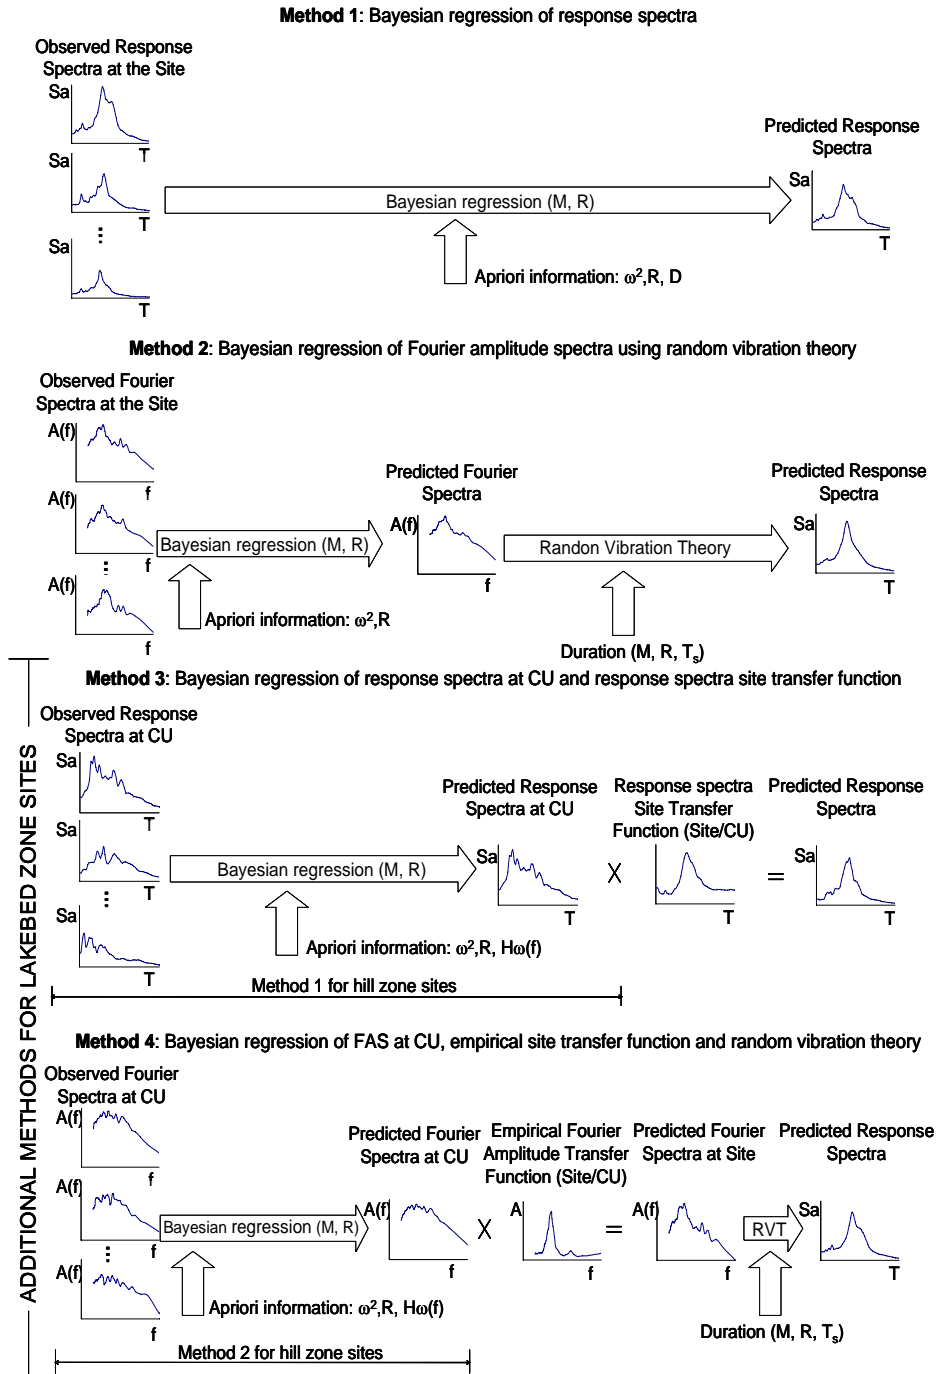 Method 1: Bayesian regression of response spectra
Observed Response
Spectra at the Site
Sa
T
Sa
T
...
Sa
T
Bayesian regression (M, R)
Apriori information: ω²,R, D
Predicted Response
Spectra
Sa
T
Method 2: Bayesian regression of Fourier amplitude spectra using random vibration theory
Observed Fourier
Spectra at the Site
A(f)
f
A(f)
f
...
A(f)
f
Bayesian regression (M, R)
Apriori information: ω²,R
Predicted Fourier
Spectra
A(f)
f
Randon Vibration Theory
Duration (M, R, Tₛ)
Predicted Response
Spectra
Sa
T
ADDITIONAL METHODS FOR LAKEBED ZONE SITES
Method 3: Bayesian regression of response spectra at CU and response spectra site transfer function
Observed Response
Spectra at CU
Sa
T
Sa
T
...
Sa
T
Bayesian regression (M, R)
Apriori information: ω²,R, Hω(f)
Predicted Response
Spectra at CU
Sa
T
X
Response spectra
Site Transfer
Function (Site/CU)
T
=
Predicted Response
Spectra
Sa
T
Method 1 for hill zone sites
Method 4: Bayesian regression of FAS at CU, empirical site transfer function and random vibration theory
Observed Fourier
Spectra at CU
A(f)
f
A(f)
f
...
A(f)
f
Bayesian regression (M, R)
Apriori information: ω²,R, Hω(f)
Predicted Fourier
Spectra at CU
A(f)
f
X
Empirical Fourier
Amplitude Transfer
Function (Site/CU)
A
f
=
Predicted Fourier
Spectra at Site
A(f)
f
RVT
Duration (M, R, Tₛ)
Predicted Response
Spectra
Sa
T
Method 2 for hill zone sites